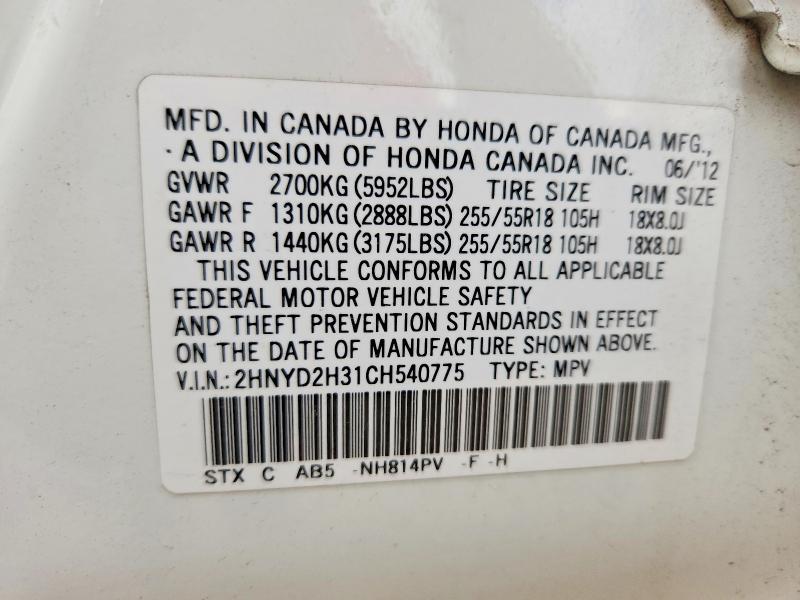 MFD. IN CANADA BY HONDA OF CANADA MFG.,
· A DIVISION OF HONDA CANADA INC. 06/'12
GVWR 2700KG (5952LBS) TIRE SIZE RIM SIZE
GAWR F 1310KG (2888LBS) 255/55R18 105H 18X8.0J
GAWR R 1440KG (3175LBS) 255/55R18 105H 18X8.0J
THIS VEHICLE CONFORMS TO ALL APPLICABLE
FEDERAL MOTOR VEHICLE SAFETY
AND THEFT PREVENTION STANDARDS IN EFFECT
ON THE DATE OF MANUFACTURE SHOWN ABOVE.
V.I.N.: 2HNYD2H31CH540775 TYPE: MPV
STX C AB5 -NH814PV -F -H